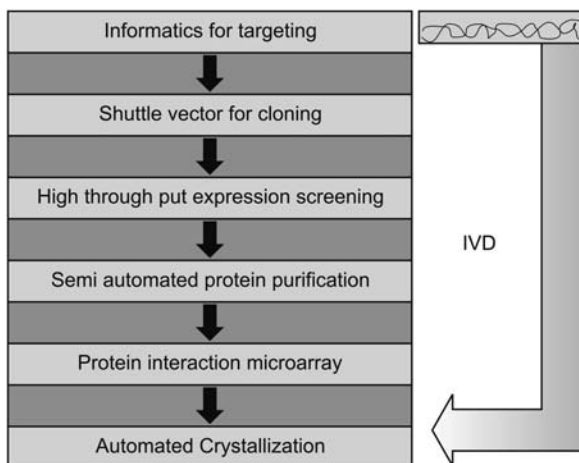 Informatics for targeting
Shuttle vector for cloning
High through put expression screening
Semi automated protein purification
Protein interaction microarray
Automated Crystallization
IVD